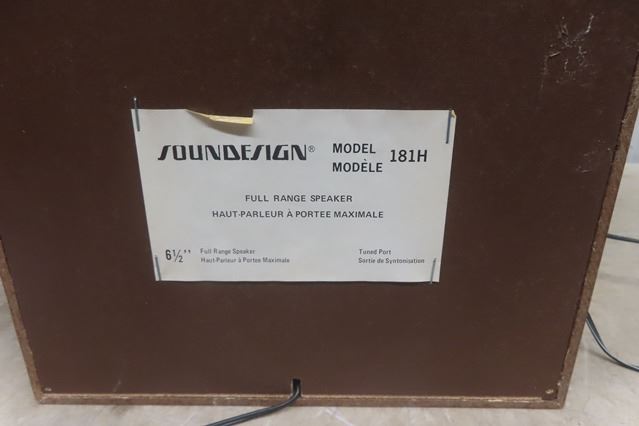 SOUNDESIGN® MODEL 181H
MODÈLE
FULL RANGE SPEAKER
HAUT-PARLEUR À PORTEE MAXIMALE
6½" Full Range Speaker Tuned Port
Haut-Parleur à Portee Maximale Sortie de Syntonisation